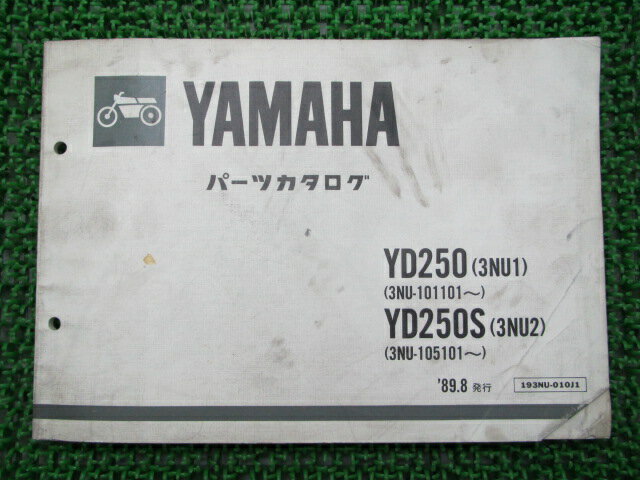 YAMAHA
パーツカタログ
YD250 (3NU1)
(3NU-101101～)
YD250S (3NU2)
(3NU-105101～)
'89.8 発行
193NU-010J1